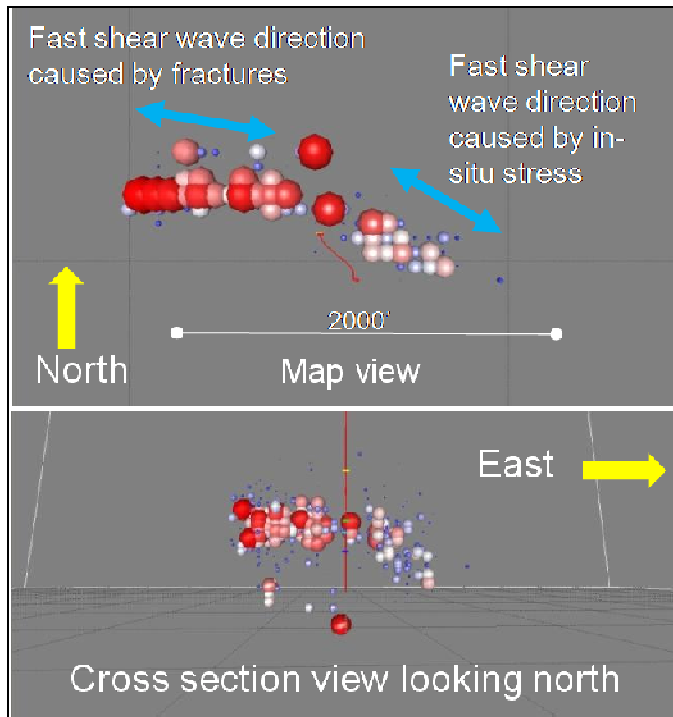 Fast shear wave direction
caused by fractures
Fast shear
wave direction
caused by in-
situ stress
2000'
North
Map view
East
Cross section view looking north